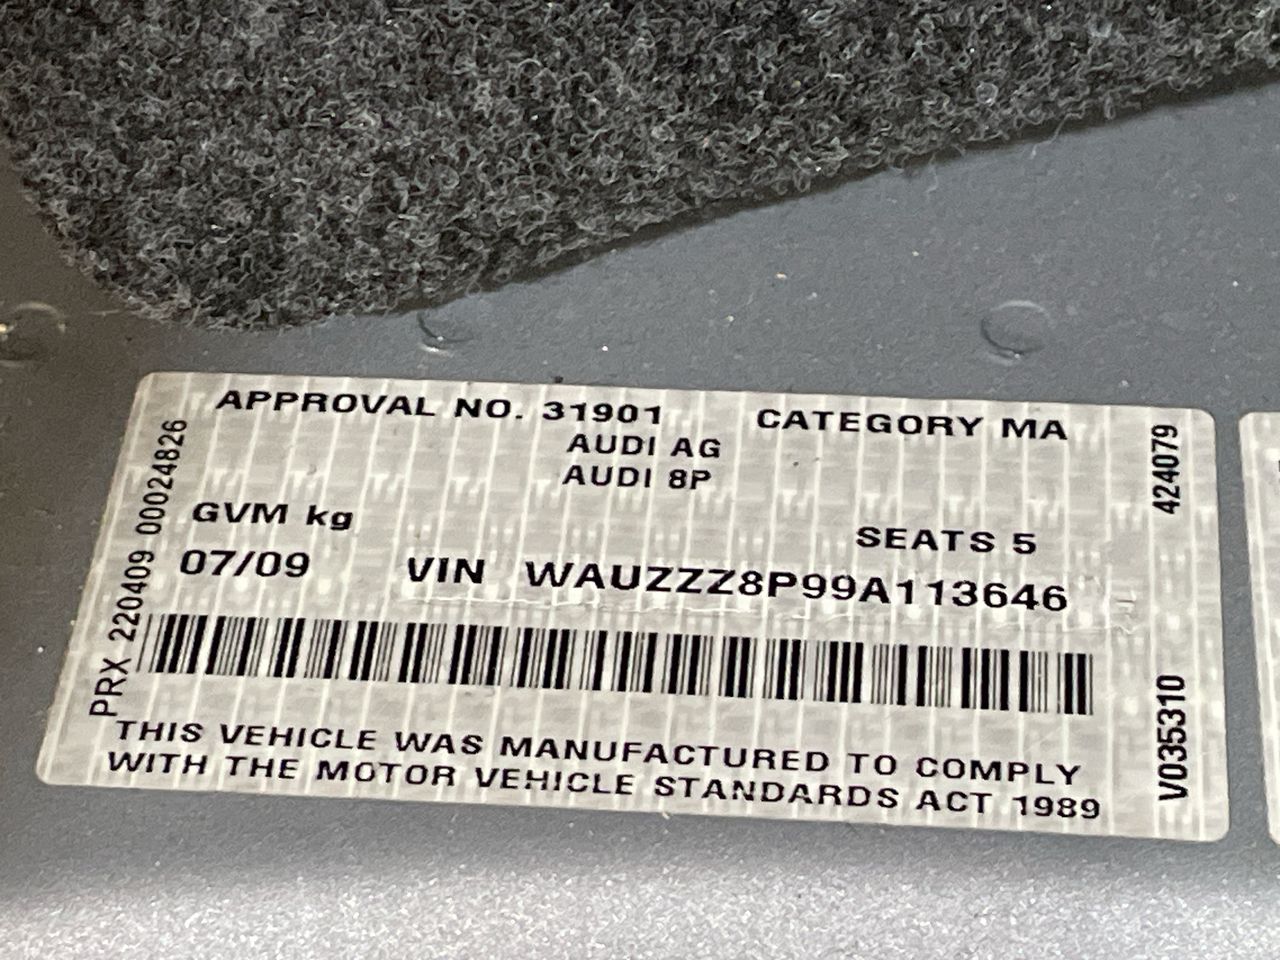 APPROVAL NO. 31901 CATEGORY MA
AUDI AG
AUDI 8P
GVM kg
SEATS 5
07/09 VIN WAUZZZ8P99A113646
THIS VEHICLE WAS MANUFACTURED TO COMPLY
WITH THE MOTOR VEHICLE STANDARDS ACT 1989
PRX 220409 00024826
424079
V035310